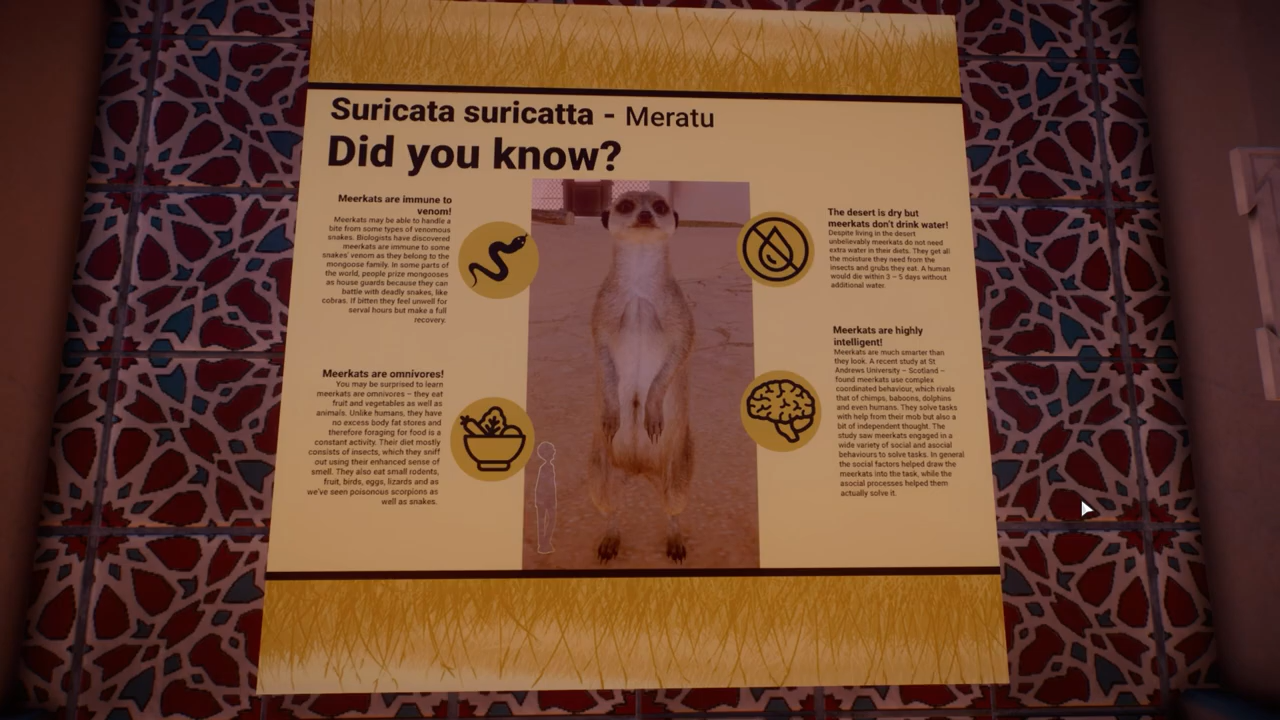 Suricata suricatta - Meratu
Did you know?
Meerkats are immune to
venom!
Meerkats may be able to handle a
bite from some types of venomous
snakes. Biologists have discovered
meerkats are immune to some
snakes' venom as they belong to the
mongoose family. In some parts of
the world, people prize mongooses
as house guards because they can
battle with deadly snakes, like
cobras. If bitten they feel unwell for
serval hours but make a full
recovery.
Meerkats are omnivores!
You may be surprised to learn
meerkats are omnivores – they eat
fruit and vegetables as well as
animals. Unlike humans, they have
no excess body fat stores and
therefore foraging for food is a
constant activity. Their diet mostly
consists of insects, which they sniff
out using their enhanced sense of
smell. They also eat small rodents,
fruit, birds, eggs, lizards and as
we've seen poisonous scorpions as
well as snakes.
The desert is dry but
meerkats don't drink water!
Despite living in the desert
unbelievably meerkats do not need
extra water in their diets. They get all
the moisture they need from the
insects and grubs they eat. A human
would die within 3 – 5 days without
additional water.
Meerkats are highly
intelligent!
Meerkats are much smarter than
they look. A recent study at St
Andrews University – Scotland –
found meerkats use complex
coordinated behaviour, which rivals
that of chimps, baboons, dolphins
and even humans. They solve tasks
with help from their mob but also a
bit of independent thought. The
study saw meerkats engaged in a
wide variety of social and asocial
behaviours to solve tasks. In general
the social factors helped draw the
meerkats into the task, while the
asocial processes helped them
actually solve it.